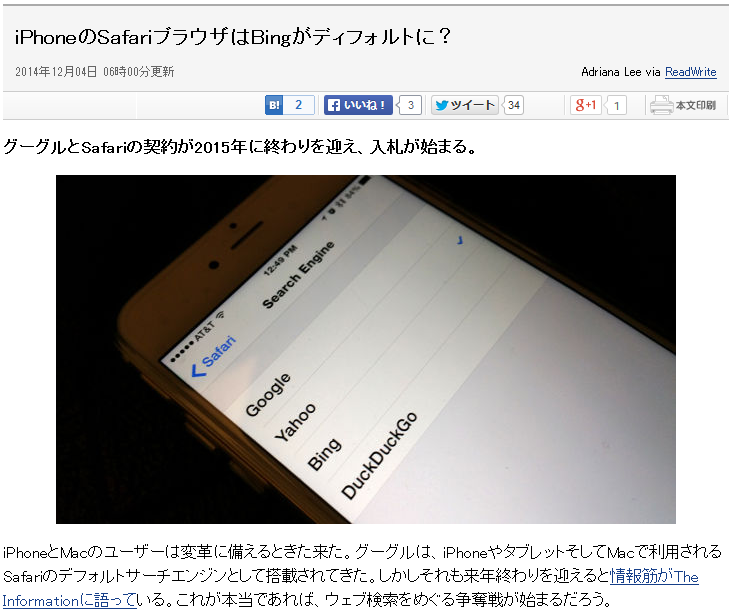 iPhoneのSafariブラウザはBingがディフォルトに？
2014年12月04日 06時00分更新
Adriana Lee via ReadWrite
B! 2 いいね！ 3 ツイート 34 g+1 1 本文印刷
グーグルとSafariの契約が2015年に終わりを迎え、入札が始まる。
AT&T 12:49 PM 84%
Safari Search Engine
Google
Yahoo
Bing
DuckDuckGo
iPhoneとMacのユーザーは変革に備えるときた来た。グーグルは、iPhoneやタブレットそしてMacで利用される
Safariのデフォルトサーチエンジンとして搭載されてきた。しかしそれも来年終わりを迎えると情報筋がThe
Informationに語っている。これが本当であれば、ウェブ検索をめぐる争奪戦が始まるだろう。